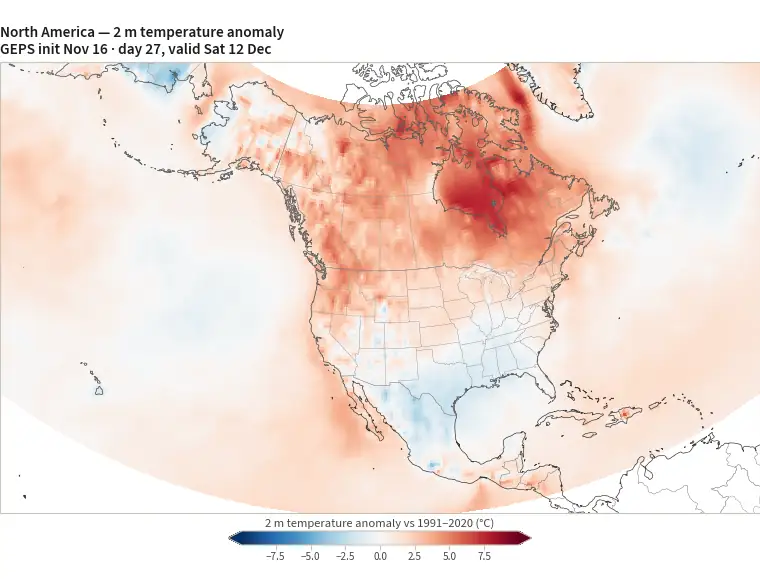 North America — 2 m temperature anomaly
GEPS init Nov 16 · day 27, valid Sat 12 Dec
2 m temperature anomaly vs 1991–2020 (°C)
−7.5 −5.0 −2.5 0.0 2.5 5.0 7.5